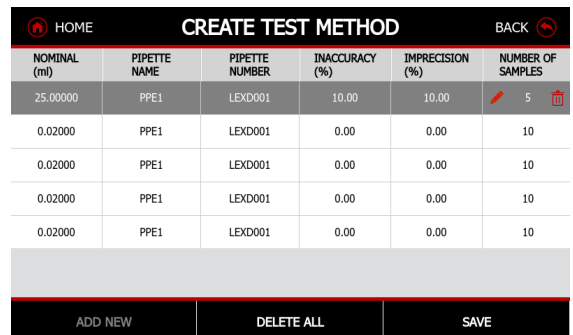 HOME CREATE TEST METHOD BACK
NOMINAL (ml) PIPETTE NAME PIPETTE NUMBER INACCURACY (%) IMPRECISION (%) NUMBER OF SAMPLES
25.00000 PPE1 LEXD001 10.00 10.00 5
0.02000 PPE1 LEXD001 0.00 0.00 10
0.02000 PPE1 LEXD001 0.00 0.00 10
0.02000 PPE1 LEXD001 0.00 0.00 10
0.02000 PPE1 LEXD001 0.00 0.00 10
ADD NEW DELETE ALL SAVE